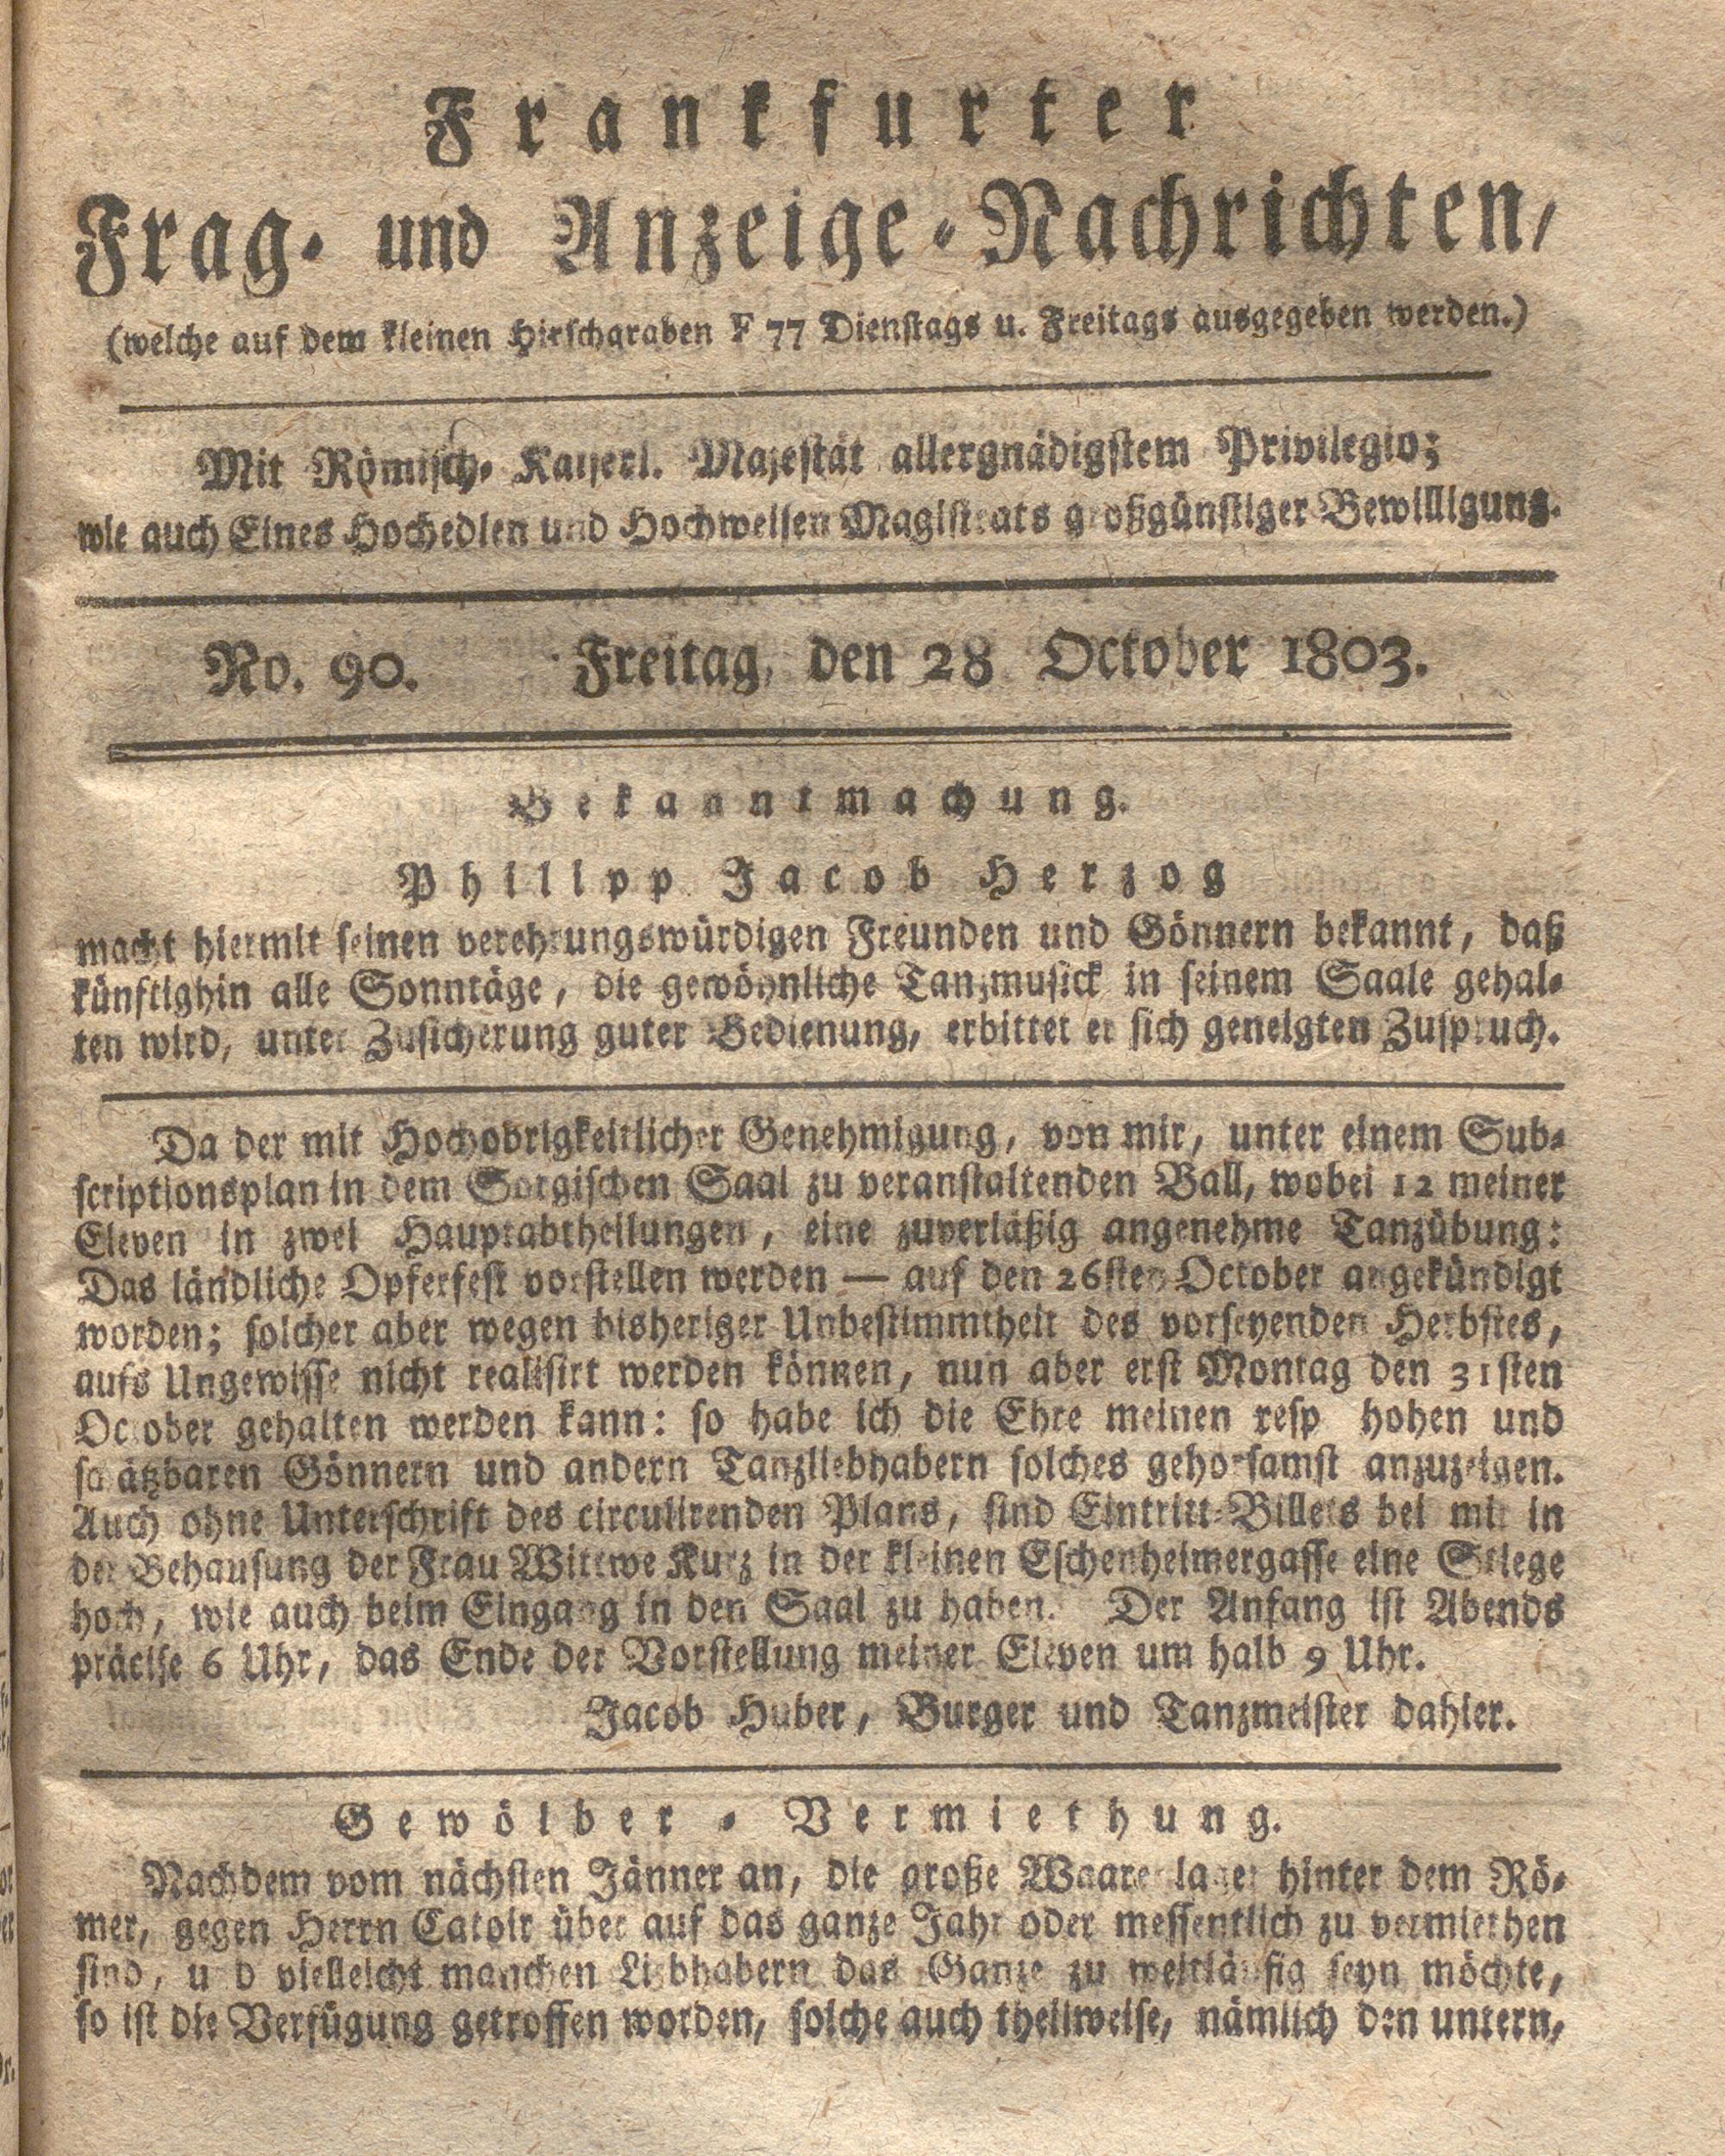 Frankfurter
Frag- und Anzeige-Nachrichten,
(welche auf dem kleinen Hirschgraben F 77 Dienstags u. Freitags ausgegeben werden.)
Mit Römisch- Kayserl. Majestät allergnädigstem Privilegio;
wie auch Eines Hochedlen und Hochweisen Magistrats großgünstiger Bewilligung.
No. 90. Freitag, den 28 October 1803.
Bekanntmachung.
Philipp Jacob Herzog
macht hiermit seinen verehrungswürdigen Freunden und Gönnern bekannt, daß
künftighin alle Sonntäge, die gewöhnliche Tanzmusick in seinem Saale gehal-
ten wird, unter Zusicherung guter Bedienung, erbittet er sich geneigten Zuspruch.
Da der mit Hochobrigkeitlicher Genehmigung, von mir, unter einem Sub-
scriptionsplan in dem Sorgischen Saal zu veranstaltenden Ball, wobei 12 meiner
Eleven in zwei Hauptabtheilungen, eine zuverläßig angenehme Tanzübung:
Das ländliche Opferfest vorstellen werden — auf den 26sten October angekündigt
worden; solcher aber wegen bisheriger Unbestimmtheit des vorseyenden Herbstes,
aufs Ungewisse nicht realisirt werden können, nun aber erst Montag den 31sten
October gehalten werden kann: so habe ich die Ehre meinen resp hohen und
schätzbaren Gönnern und andern Tanzliebhabern solches gehorsamst anzuzeigen.
Auch ohne Unterschrift des circulirenden Plans, sind Eintritt-Billets bei mir in
der Behausung der Frau Wittwe Kurz in der kleinen Eschenheimergasse eine Stiege
hoch, wie auch beim Eingang in den Saal zu haben. Der Anfang ist Abends
präcise 6 Uhr, das Ende der Vorstellung meiner Eleven um halb 9 Uhr.
Jacob Huber, Burger und Tanzmeister dahier.
Gewölber-Vermiethung.
Nachdem vom nächsten Jänner an, die große Waarenlager hinter dem Rö-
mer, gegen Herrn Catoir über auf das ganze Jahr oder messentlich zu vermiethen
sind, und vielleicht manchen Liebhabern das Ganze zu weitläufig seyn möchte,
so ist die Verfügung getroffen worden, solche auch theilweise, nämlich den untern,